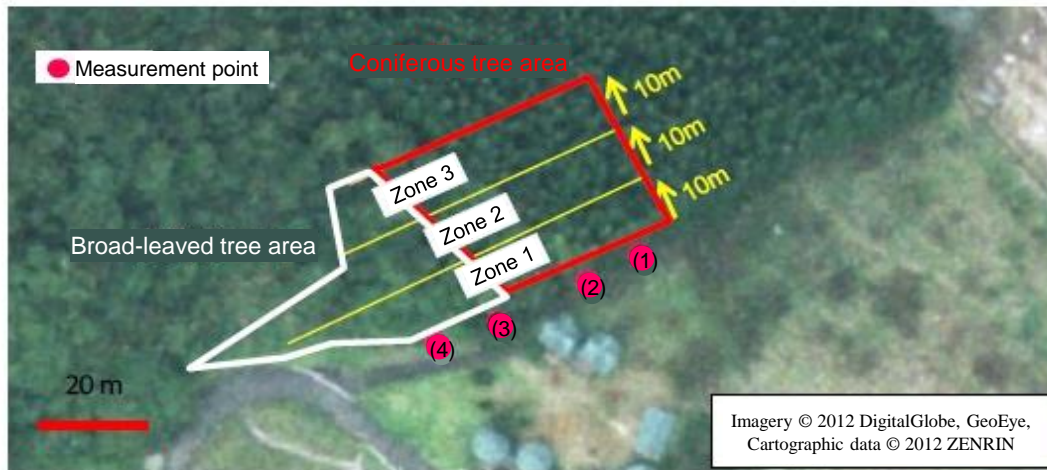 Measurement point
Coniferous tree area
10m
10m
10m
Zone 3
Zone 2
Zone 1
Broad-leaved tree area
(1)
(2)
(3)
(4)
20 m
Imagery © 2012 DigitalGlobe, GeoEye,
Cartographic data © 2012 ZENRIN